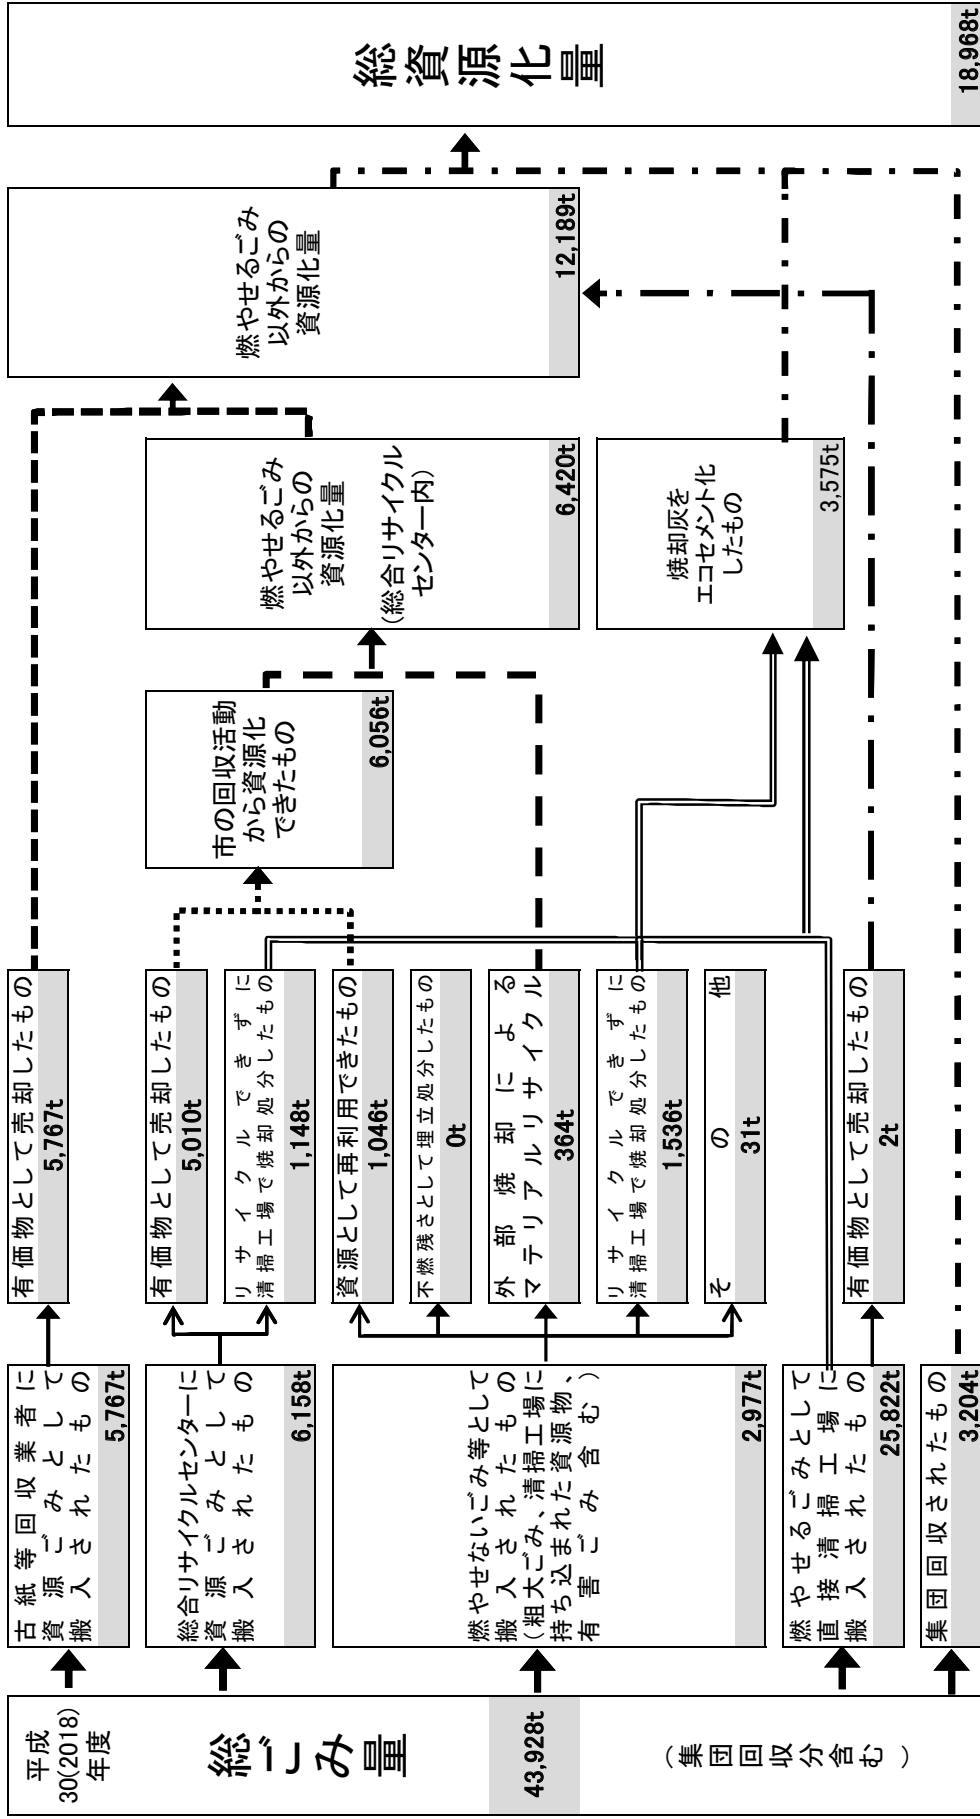 平成
30(2018)
年度
総ごみ量
43,928t
(集団回収分含む)
古紙等回収業者に
資源ごみとして
搬入されたもの
5,767t
総合リサイクルセンターに
資源ごみとして
搬入されたもの
6,158t
燃やせないごみ等として
搬入されたもの
(粗大ごみ、清掃工場に
持ち込まれた資源物、
有害ごみ含む)
2,977t
燃やせるごみとして
直接清掃工場に
搬入されたもの
25,822t
集団回収されたもの
3,204t
有価物として売却したもの
5,767t
有価物として売却したもの
5,010t
リサイクルできずに
清掃工場で焼却処分したもの
1,148t
資源として再利用できたもの
1,046t
不燃残さとして埋立処分したもの
0t
外部焼却による
マテリアルリサイクル
364t
リサイクルできずに
清掃工場で焼却処分したもの
1,536t
その他
31t
有価物として売却したもの
2t
市の回収活動
から資源化
できたもの
6,056t
燃やせるごみ
以外からの
資源化量
(総合リサイクル
センター内)
6,420t
焼却灰を
エコセメント化
したもの
3,575t
燃やせるごみ
以外からの
資源化量
12,189t
総資源化量
18,968t